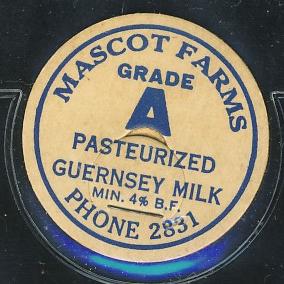 MASCOT FARMS
GRADE
A
PASTEURIZED
GUERNSEY MILK
MIN. 4% B.F.
PHONE 2831